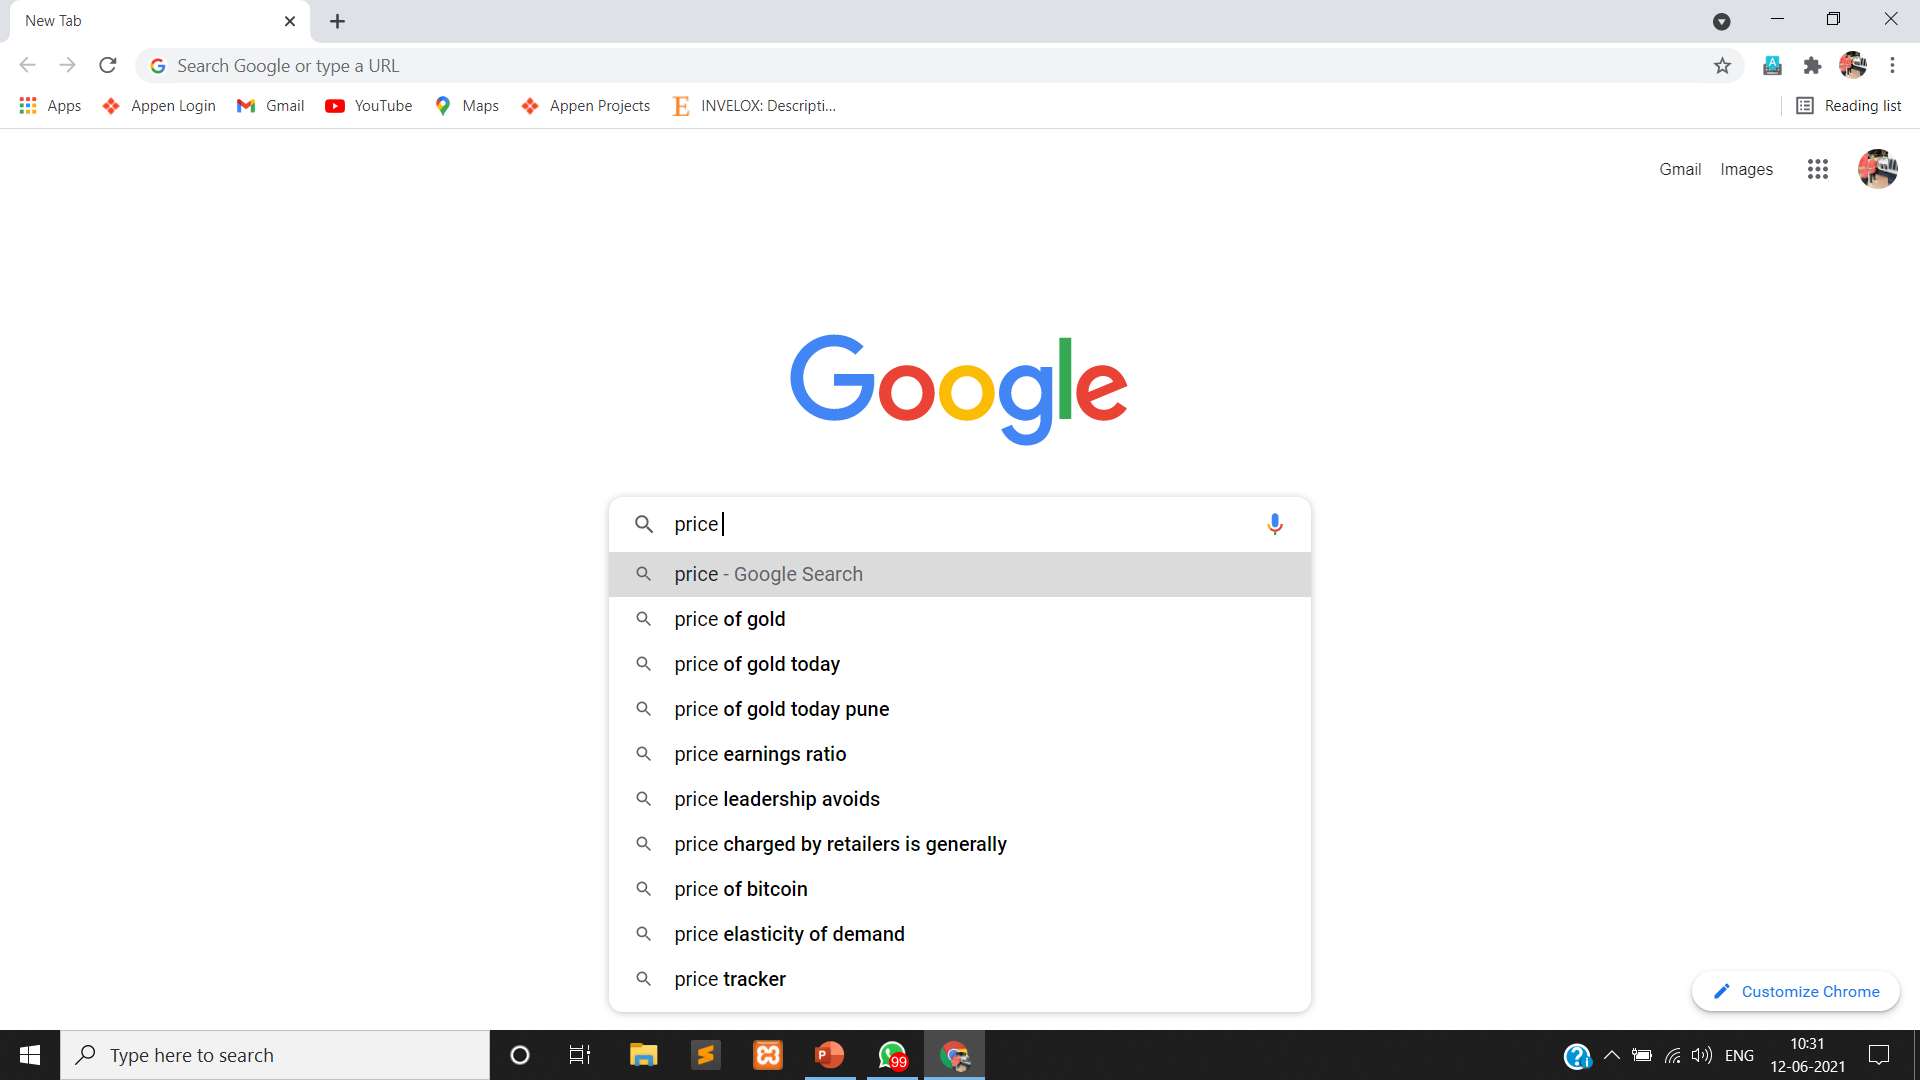 New Tab
Search Google or type a URL
Apps Appen Login Gmail YouTube Maps Appen Projects INVELOX: Descripti... Reading list
Gmail Images
Google
price
price - Google Search
price of gold
price of gold today
price of gold today pune
price earnings ratio
price leadership avoids
price charged by retailers is generally
price of bitcoin
price elasticity of demand
price tracker
Customize Chrome
Type here to search
99
ENG
10:31
12-06-2021